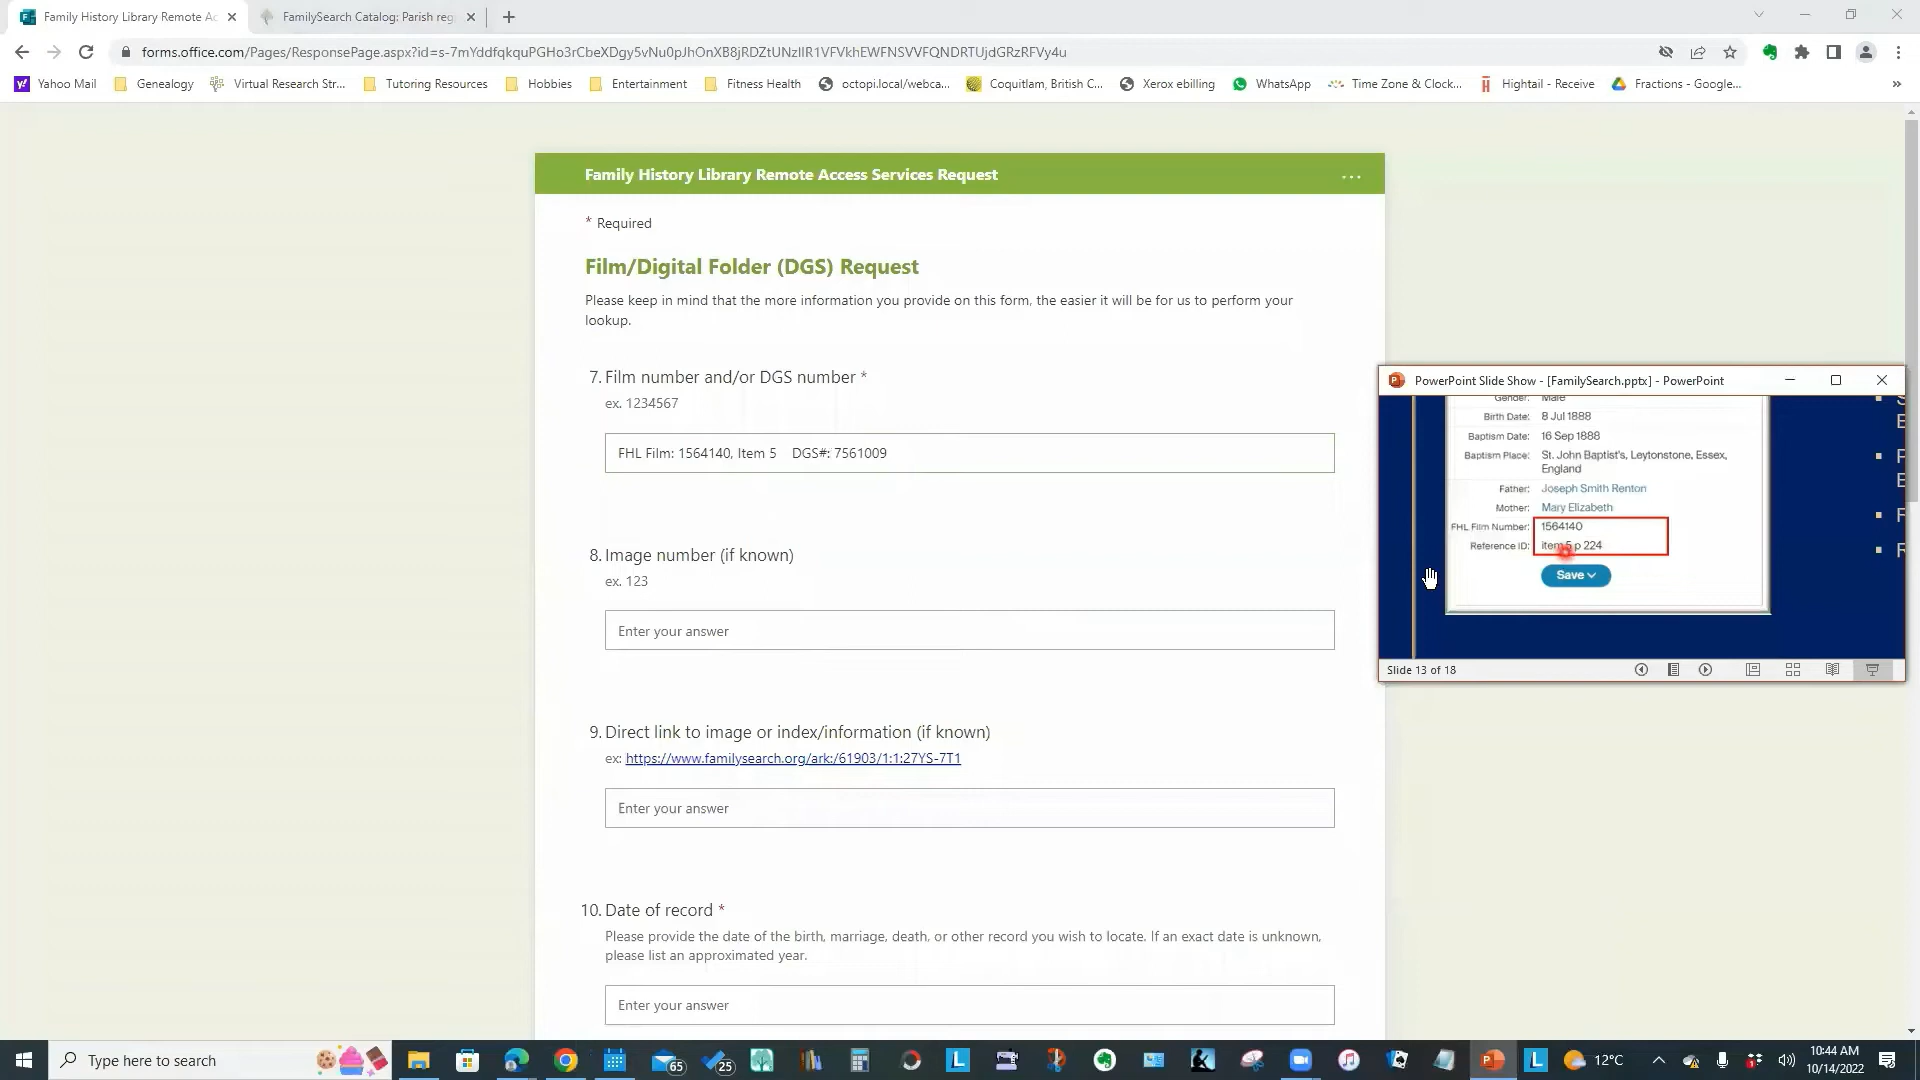 Family History Library Remote Ac
FamilySearch Catalog: Parish reg
forms.office.com/Pages/ResponsePage.aspx?id=s-7mYddfqkquPGHo3rCbeXDgy5vNu0pJhOnXB8jRDZtUNzlIR1VFVkhEWFNSVVFQNDRTUjdGRzRFVy4u
Yahoo Mail Genealogy Virtual Research Str... Tutoring Resources Hobbies Entertainment Fitness Health octopi.local/webca... Coquitlam, British C... Xerox ebilling WhatsApp Time Zone & Clock... Hightail - Receive Fractions - Google... »
Family History Library Remote Access Services Request ...
* Required
Film/Digital Folder (DGS) Request
Please keep in mind that the more information you provide on this form, the easier it will be for us to perform your
lookup.
7. Film number and/or DGS number *
ex. 1234567
FHL Film: 1564140, Item 5 DGS#: 7561009
8. Image number (if known)
ex. 123
Enter your answer
9. Direct link to image or index/information (if known)
ex: https://www.familysearch.org/ark:/61903/1:1:27YS-7T1
Enter your answer
10. Date of record *
Please provide the date of the birth, marriage, death, or other record you wish to locate. If an exact date is unknown,
please list an approximated year.
Enter your answer
PowerPoint Slide Show - [FamilySearch.pptx] - PowerPoint
Gender: Male
Birth Date: 8 Jul 1888
Baptism Date: 16 Sep 1888
Baptism Place: St. John Baptist's, Leytonstone, Essex,
England
Father: Joseph Smith Renton
Mother: Mary Elizabeth
FHL Film Number: 1564140
Reference ID: item 5 p 224
Save
Slide 13 of 18
Type here to search
65
25
12°C
10:44 AM
10/14/2022